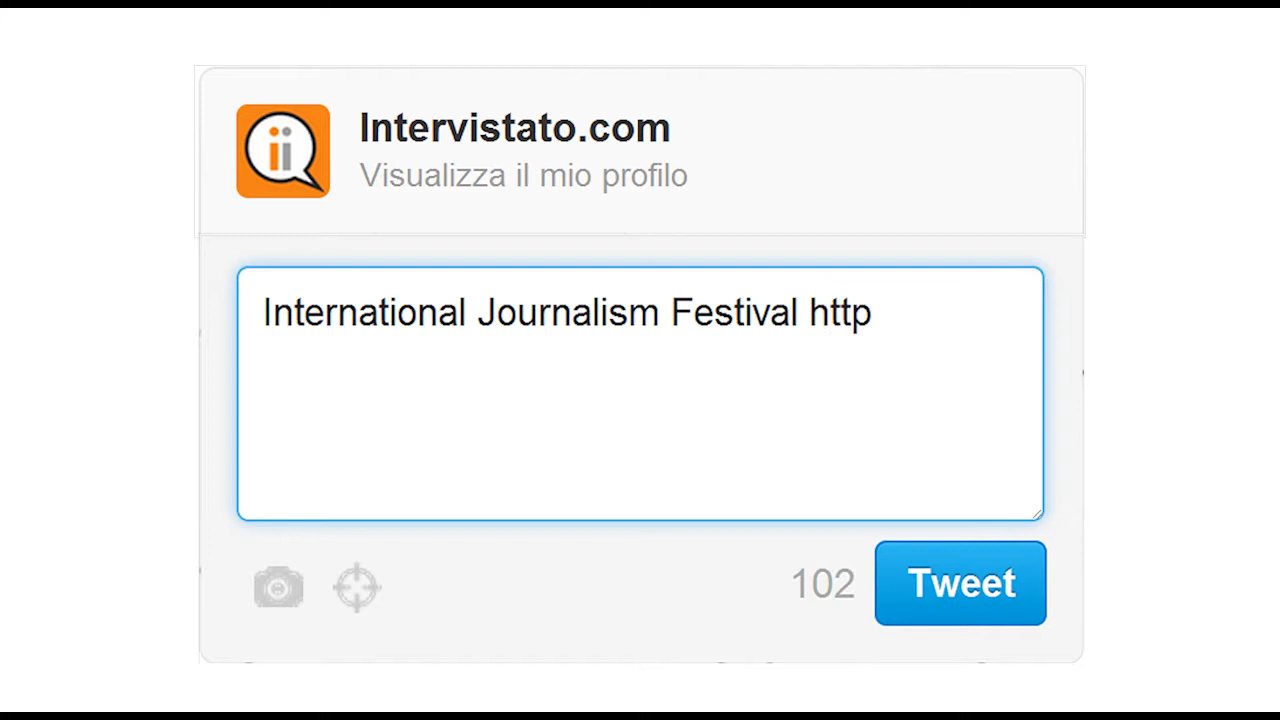 Intervistato.com
Visualizza il mio profilo
International Journalism Festival http
102
Tweet